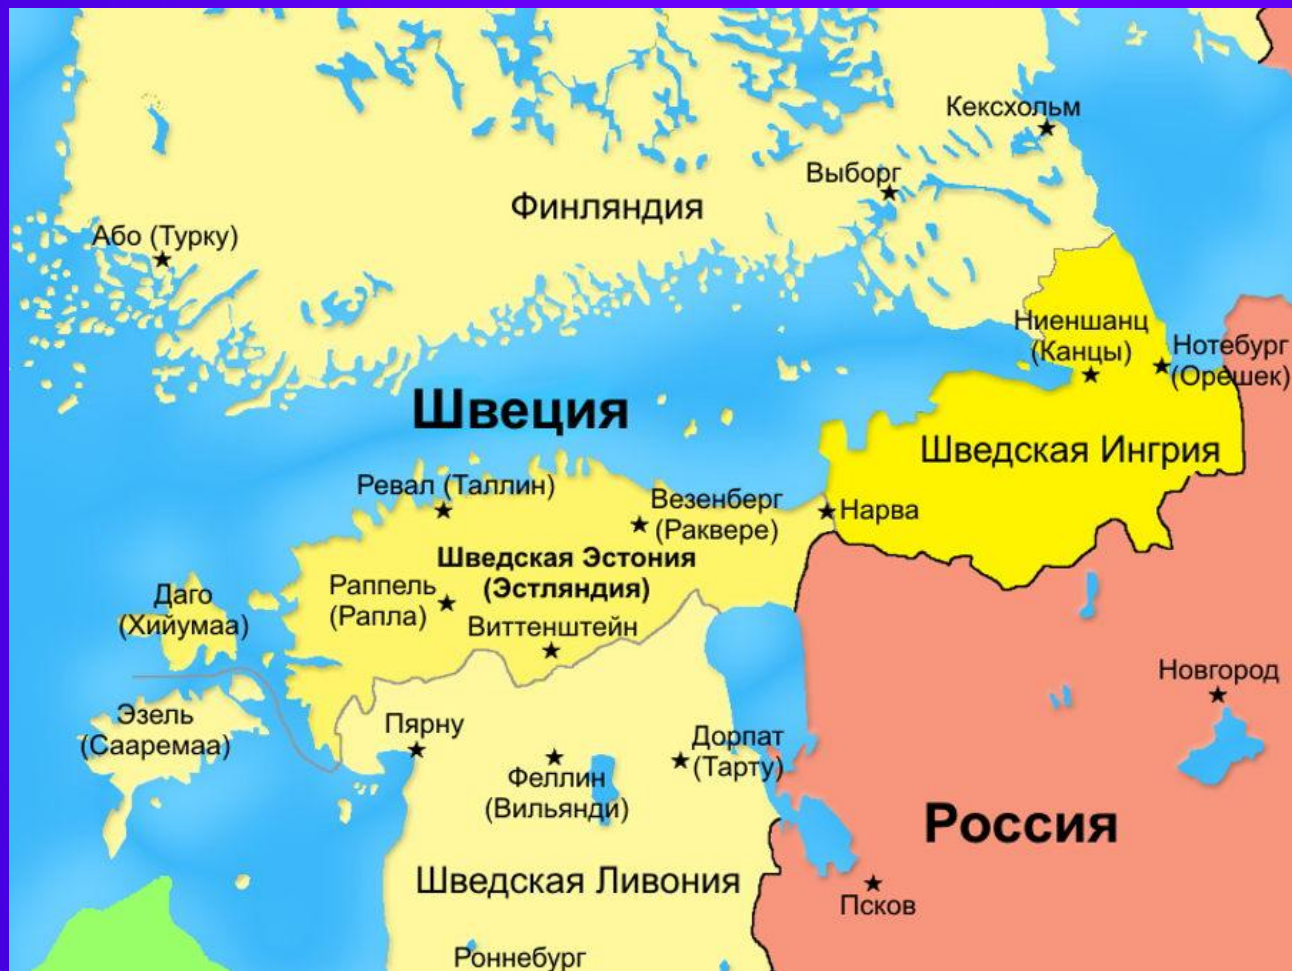 Кексхольм
Выборг
Финляндия
Або (Турку)
Ниеншанц
(Канцы)
Нотебург
(Орешек)
Швеция
Шведская Ингрия
Ревал (Таллин)
Везенберг
(Раквере)
Нарва
Шведская Эстония
(Эстляндия)
Раппель
(Рапла)
Даго
(Хийумаа)
Виттенштейн
Новгород
Эзель
(Сааремаа)
Пярну
Дорпат
(Тарту)
Феллин
(Вильянди)
Россия
Шведская Ливония
Псков
Роннебург